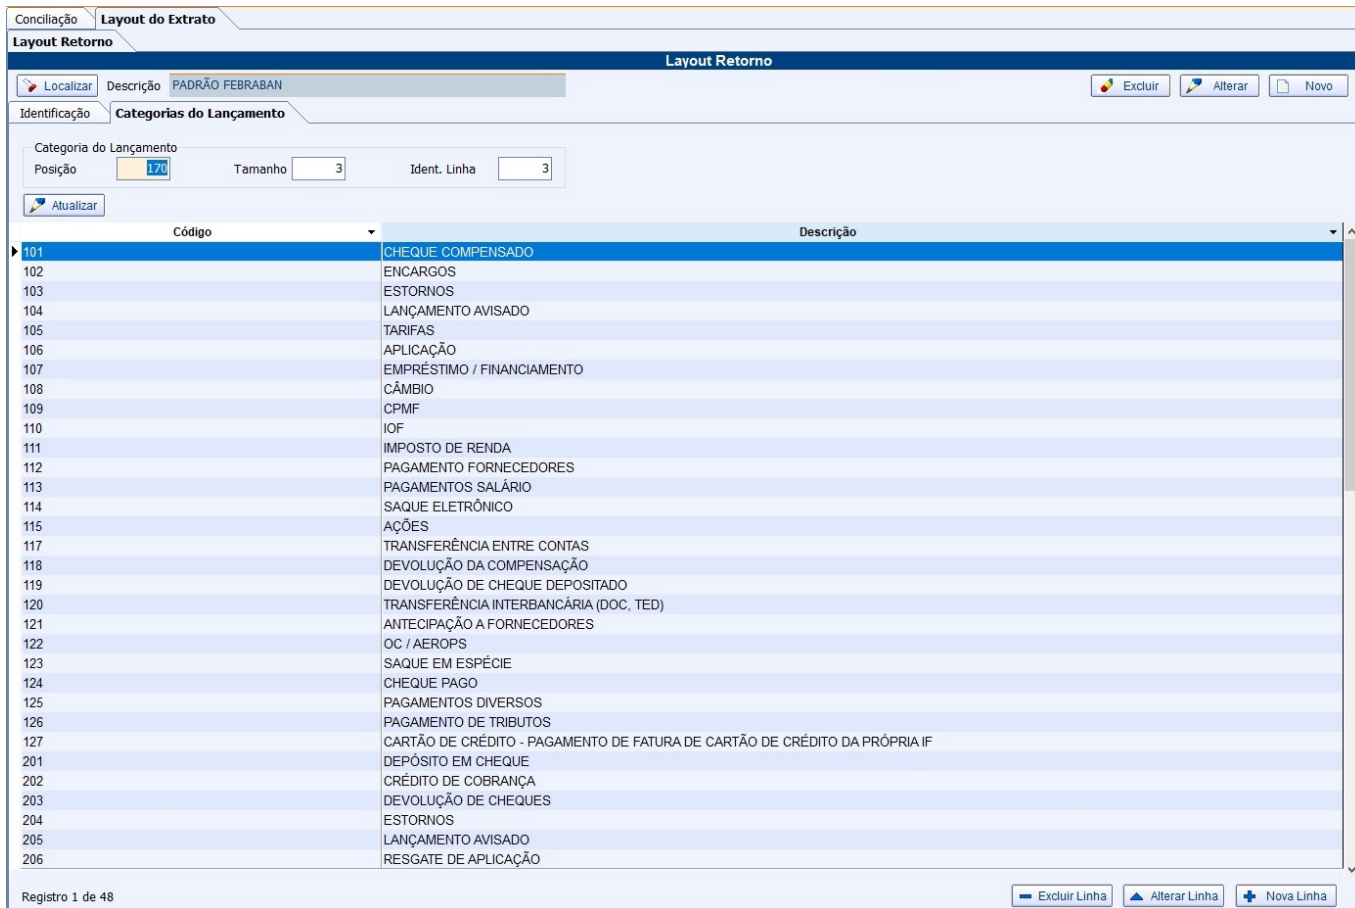 Conciliação Layout do Extrato
Layout Retorno
Layout Retorno
Localizar Descrição PADRÃO FEBRABAN Excluir Alterar Novo
Identificação Categorias do Lançamento
Categoria do Lançamento
Posição 170 Tamanho 3 Ident. Linha 3
Atualizar
Código Descrição
101 CHEQUE COMPENSADO
102 ENCARGOS
103 ESTORNOS
104 LANÇAMENTO AVISADO
105 TARIFAS
106 APLICAÇÃO
107 EMPRÉSTIMO / FINANCIAMENTO
108 CÂMBIO
109 CPMF
110 IOF
111 IMPOSTO DE RENDA
112 PAGAMENTO FORNECEDORES
113 PAGAMENTOS SALÁRIO
114 SAQUE ELETRÔNICO
115 AÇÕES
117 TRANSFERÊNCIA ENTRE CONTAS
118 DEVOLUÇÃO DA COMPENSAÇÃO
119 DEVOLUÇÃO DE CHEQUE DEPOSITADO
120 TRANSFERÊNCIA INTERBANCÁRIA (DOC, TED)
121 ANTECIPAÇÃO A FORNECEDORES
122 OC / AEROPS
123 SAQUE EM ESPÉCIE
124 CHEQUE PAGO
125 PAGAMENTOS DIVERSOS
126 PAGAMENTO DE TRIBUTOS
127 CARTÃO DE CRÉDITO - PAGAMENTO DE FATURA DE CARTÃO DE CRÉDITO DA PRÓPRIA IF
201 DEPÓSITO EM CHEQUE
202 CRÉDITO DE COBRANÇA
203 DEVOLUÇÃO DE CHEQUES
204 ESTORNOS
205 LANÇAMENTO AVISADO
206 RESGATE DE APLICAÇÃO
Registro 1 de 48 Excluir Linha Alterar Linha Nova Linha